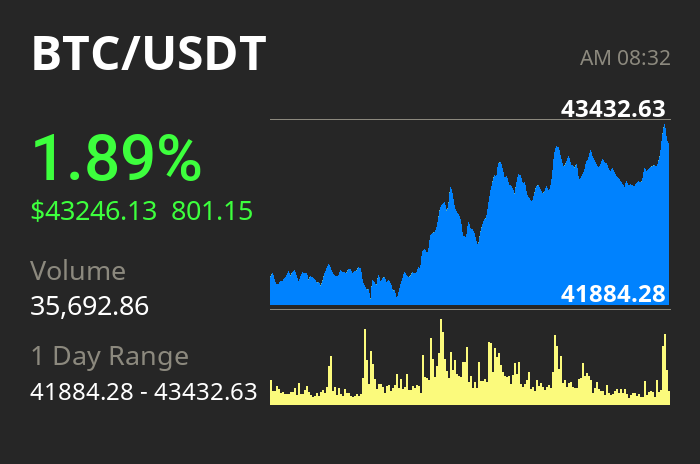 BTC/USDT
AM 08:32
43432.63
1.89%
$43246.13 801.15
Volume
35,692.86
41884.28
1 Day Range
41884.28 - 43432.63